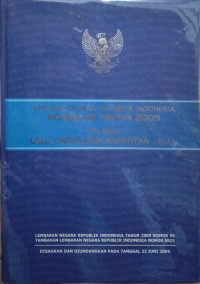 UNDANG-UNDANG REPUBLIK INDONESIA
NOMOR 22 TAHUN 2009
TENTANG
LALU LINTAS DAN ANGKUTAN JALAN
LEMBARAN NEGARA REPUBLIK INDONESIA TAHUN 2009 NOMOR 96
TAMBAHAN LEMBARAN NEGARA REPUBLIK INDONESIA NOMOR 5025
DISAHKAN DAN DIUNDANGKAN PADA TANGGAL 22 JUNI 2009